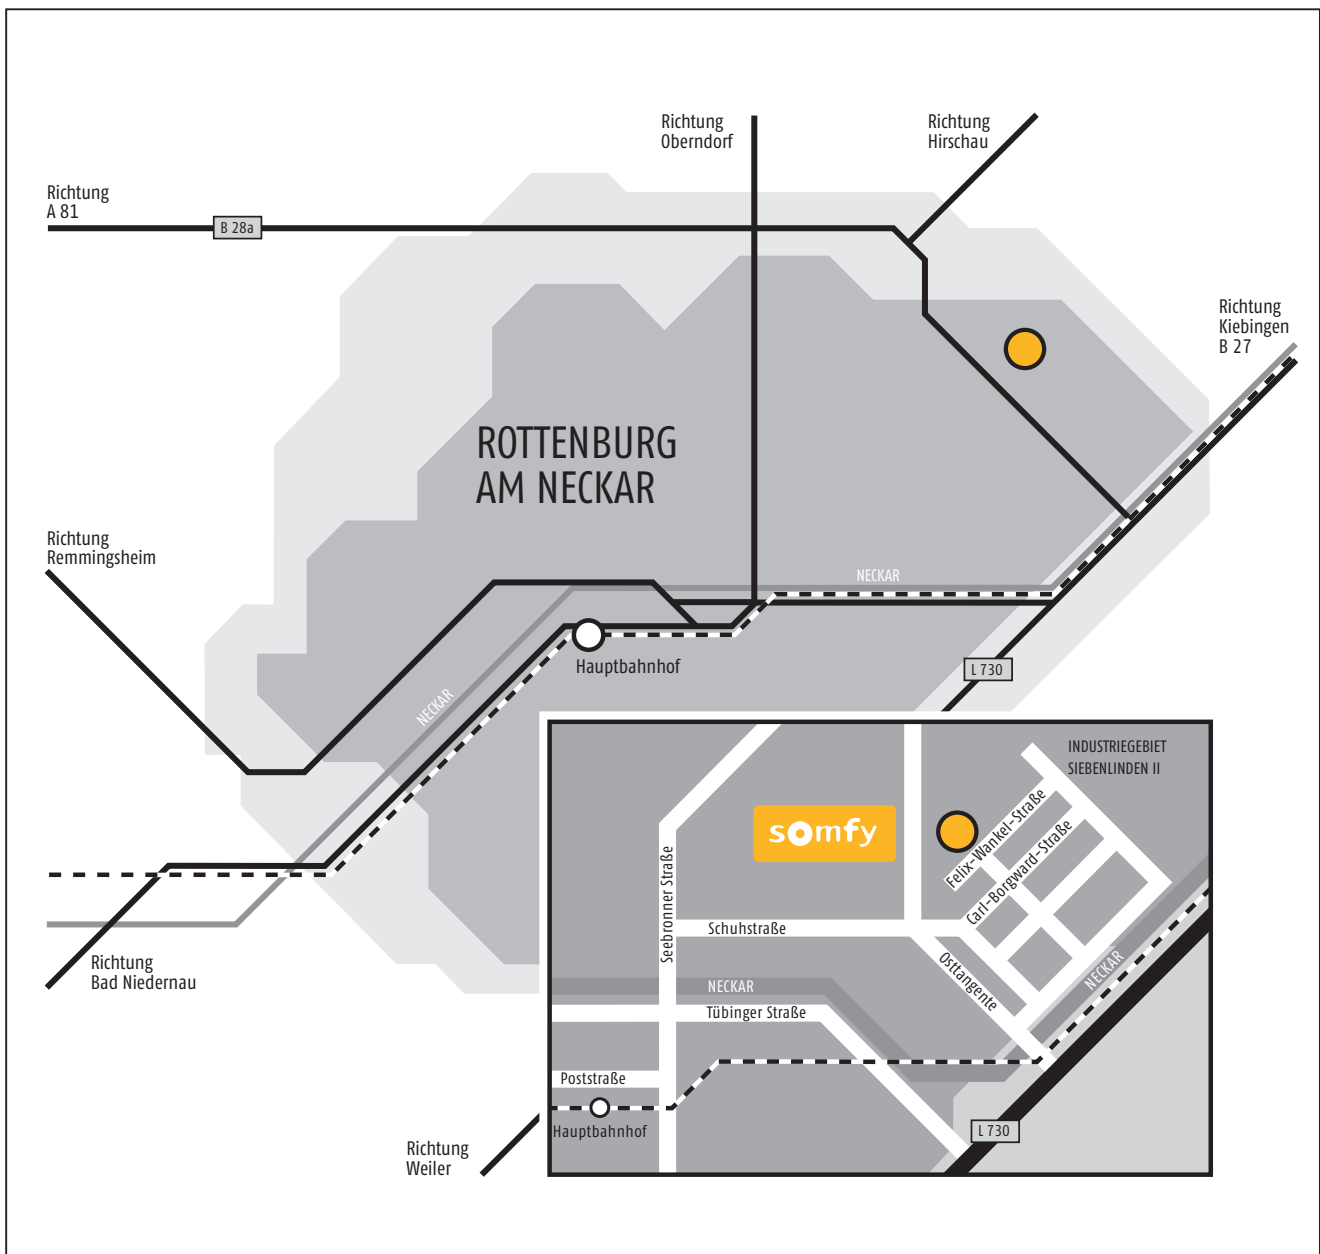 Richtung
Oberndorf
Richtung
Hirschau
Richtung
A 81
B 28a
Richtung
Kiebingen
B 27
ROTTENBURG
AM NECKAR
Richtung
Remmingsheim
NECKAR
Hauptbahnhof
L 730
NECKAR
INDUSTRIEGEBIET
SIEBENLINDEN II
somfy
Felix-Wankel-Straße
Carl-Borgward-Straße
Seebronner Straße
Schuhstraße
Osttangente
NECKAR
NECKAR
Tübinger Straße
Richtung
Bad Niedernau
Poststraße
Hauptbahnhof
L 730
Richtung
Weiler